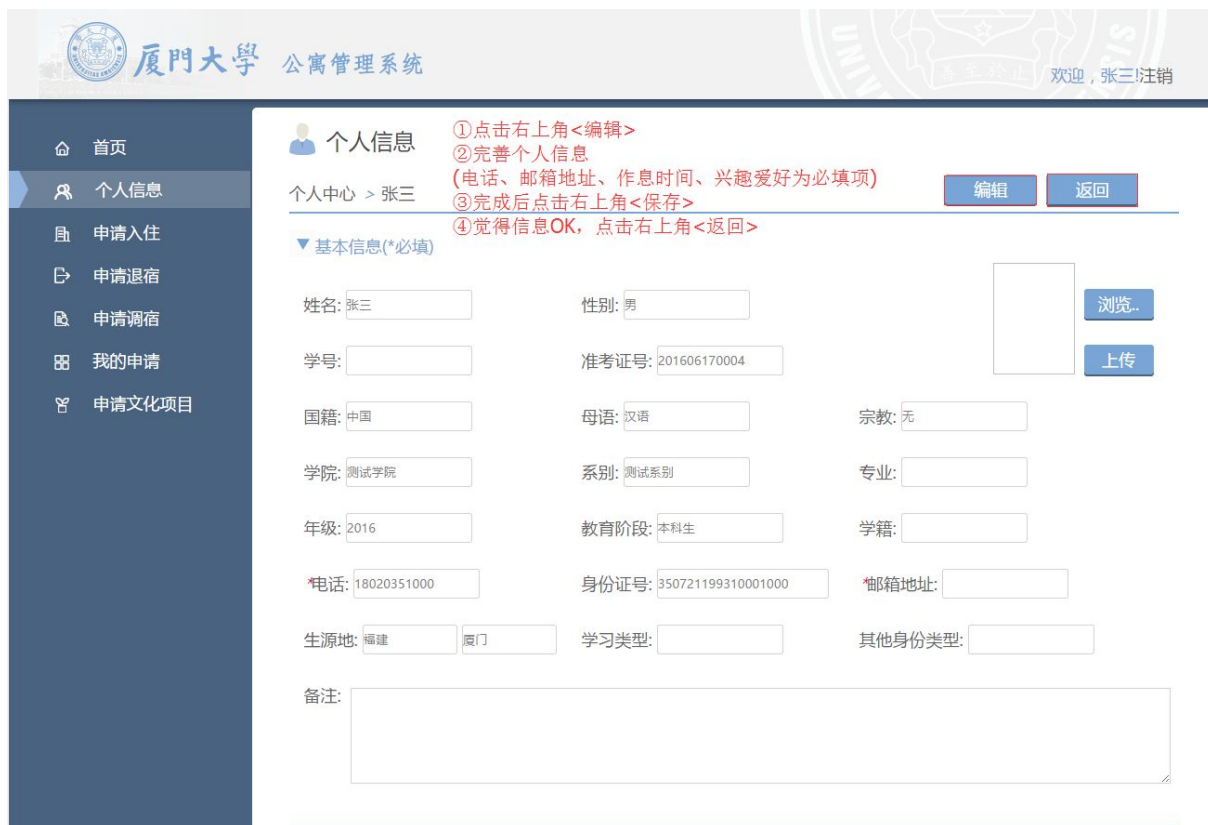 厦門大學 公寓管理系统
欢迎，张三!注销
首页
个人信息
申请入住
申请退宿
申请调宿
我的申请
申请文化项目
个人信息
①点击右上角<编辑>
②完善个人信息
(电话、邮箱地址、作息时间、兴趣爱好为必填项)
③完成后点击右上角<保存>
④觉得信息OK，点击右上角<返回>
个人中心 > 张三
编辑 返回
▼基本信息(*必填)
姓名: 张三 性别: 男 浏览..
学号: 准考证号: 201606170004 上传
国籍: 中国 母语: 汉语 宗教: 无
学院: 测试学院 系别: 测试系别 专业:
年级: 2016 教育阶段: 本科生 学籍:
*电话: 18020351000 身份证号: 350721199310001000 *邮箱地址:
生源地: 福建 厦门 学习类型: 其他身份类型:
备注: